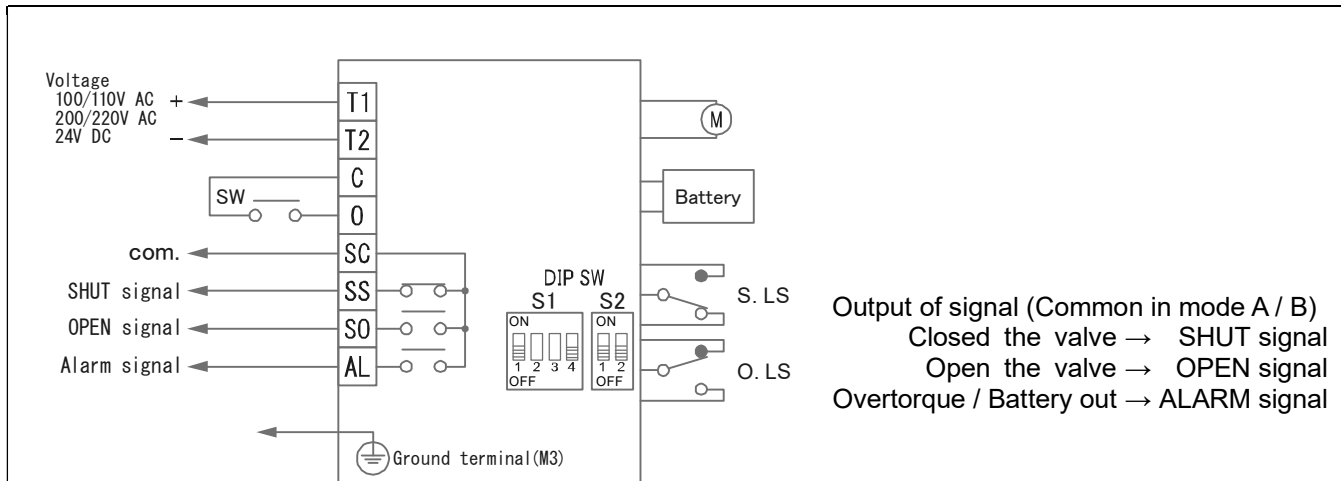 Voltage
100/110V AC +
200/220V AC
24V DC −
T1
T2
C
O
SC
SS
SO
AL
SW
com.
SHUT signal
OPEN signal
Alarm signal
Ground terminal(M3)
M
Battery
DIP SW
S1 S2
ON ON
1 2 3 4 1 2
OFF OFF
S. LS
O. LS
Output of signal (Common in mode A / B)
Closed the valve → SHUT signal
Open the valve → OPEN signal
Overtorque / Battery out → ALARM signal